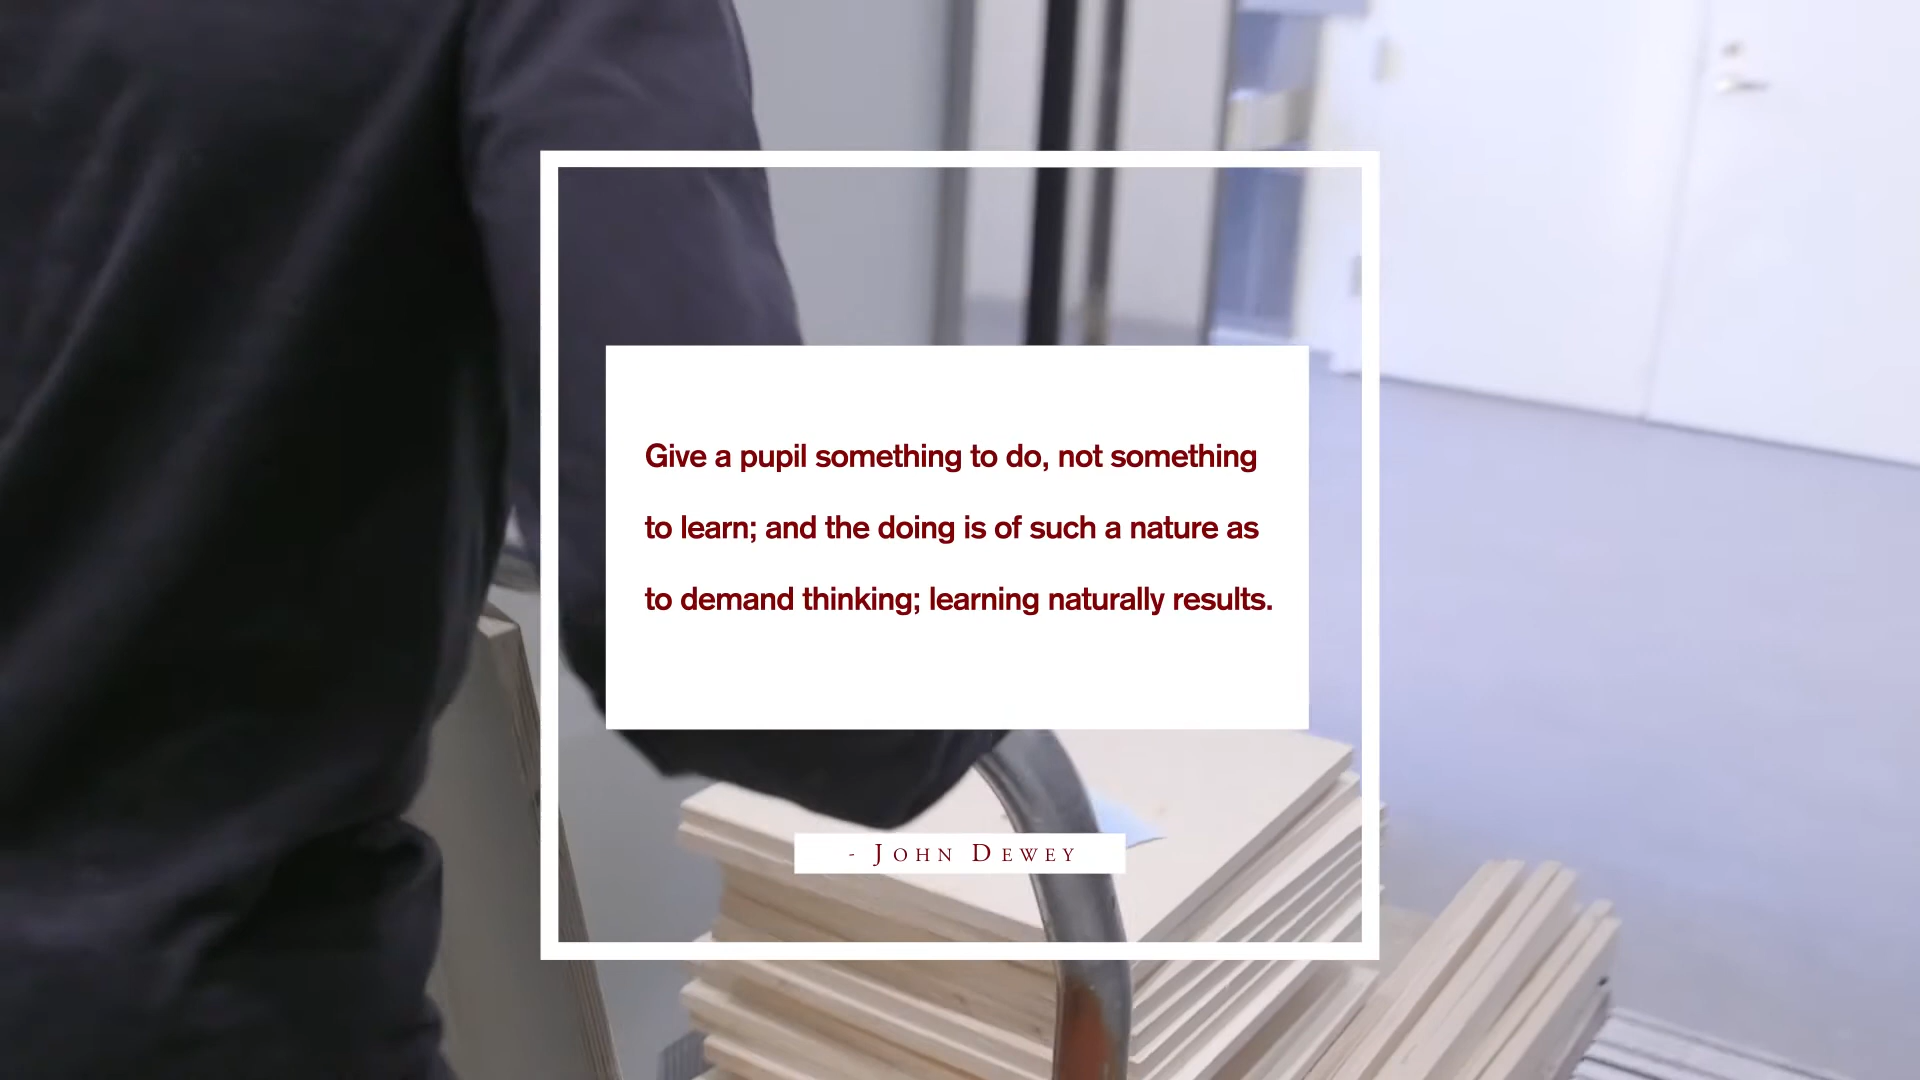 Give a pupil something to do, not something
to learn; and the doing is of such a nature as
to demand thinking; learning naturally results.
- John Dewey